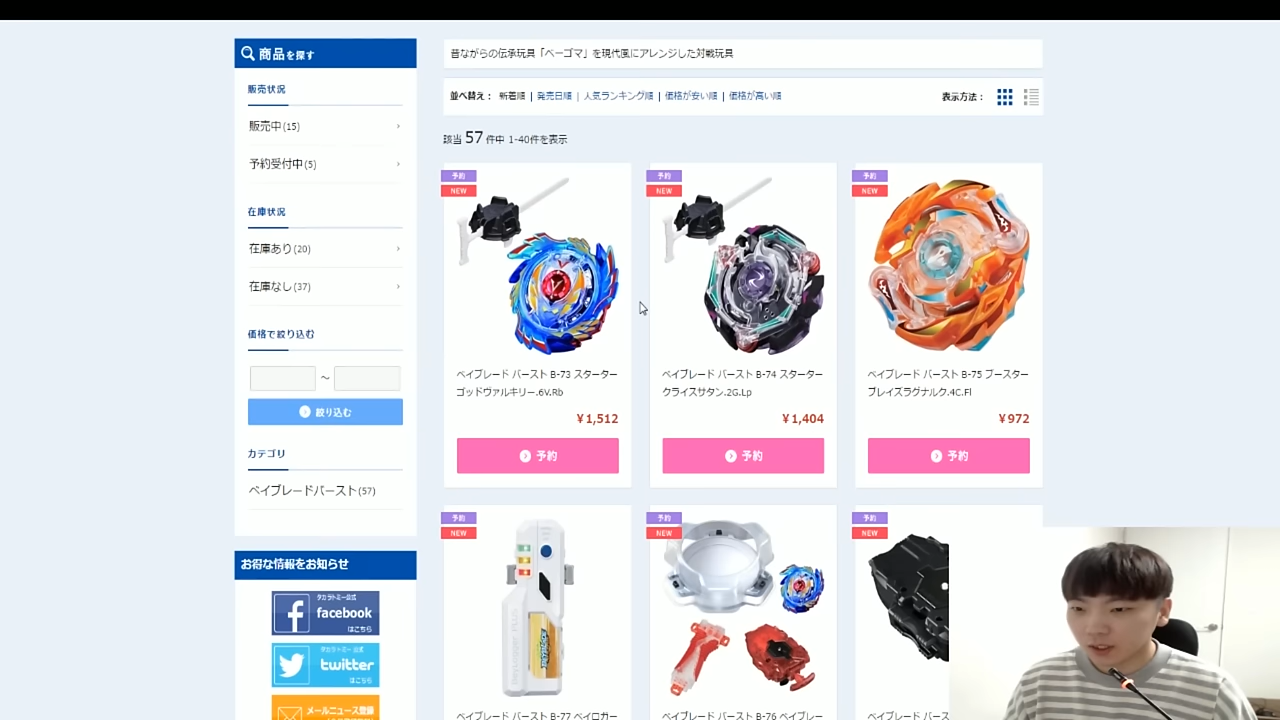 商品を探す
販売状況
販売中(15)
予約受付中(5)
在庫状況
在庫あり(20)
在庫なし(37)
価格で絞り込む
～
絞り込む
カテゴリ
ベイブレードバースト(57)
お得な情報をお知らせ
タカラトミー公式
facebook
はこちら
タカラトミー公式
twitter
はこちら
メールニュース登録
昔ながらの伝承玩具「ベーゴマ」を現代風にアレンジした対戦玩具
並べ替え： 新着順 | 発売日順 | 人気ランキング順 | 価格が安い順 | 価格が高い順
表示方法：
該当 57 件中 1-40件を表示
予約
NEW
ベイブレード バースト B-73 スターター
ゴッドヴァルキリー.6V.Rb
￥1,512
予約
予約
NEW
ベイブレード バースト B-74 スターター
クライスサタン.2G.Lp
￥1,404
予約
予約
NEW
ベイブレード バースト B-75 ブースター
ブレイズラグナルク.4C.Fl
￥972
予約
予約
NEW
ベイブレード バースト B-77 ベイロガー
予約
NEW
ベイブレード バースト B-76 ベイブレー
予約
NEW
ベイブレード バース